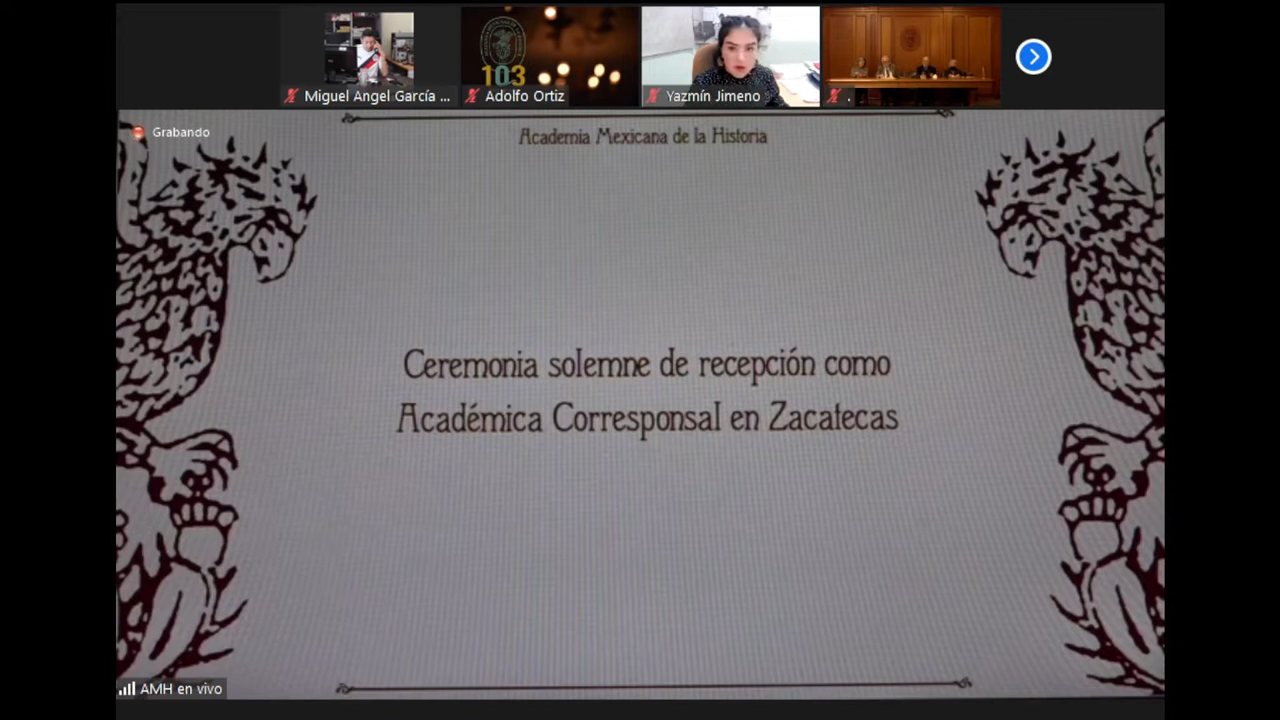 103
Miguel Angel García ...
Adolfo Ortiz
Yazmín Jimeno
.
Grabando
Academia Mexicana de la Historia
Ceremonia solemne de recepción como
Académica Corresponsal en Zacatecas
AMH en vivo